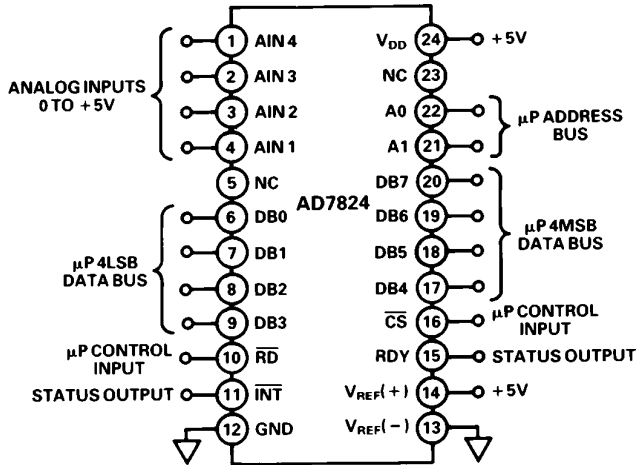 ANALOG INPUTS
0 TO +5V
1 AIN 4
2 AIN 3
3 AIN 2
4 AIN 1
5 NC
µP 4LSB
DATA BUS
6 DB0
7 DB1
8 DB2
9 DB3
µP CONTROL
INPUT
10 RD
STATUS OUTPUT
11 INT
12 GND
AD7824
VDD 24 +5V
NC 23
A0 22
A1 21
µP ADDRESS
BUS
DB7 20
DB6 19
DB5 18
DB4 17
µP 4MSB
DATA BUS
CS 16
µP CONTROL
INPUT
RDY 15 STATUS OUTPUT
VREF(+) 14 +5V
VREF(−) 13